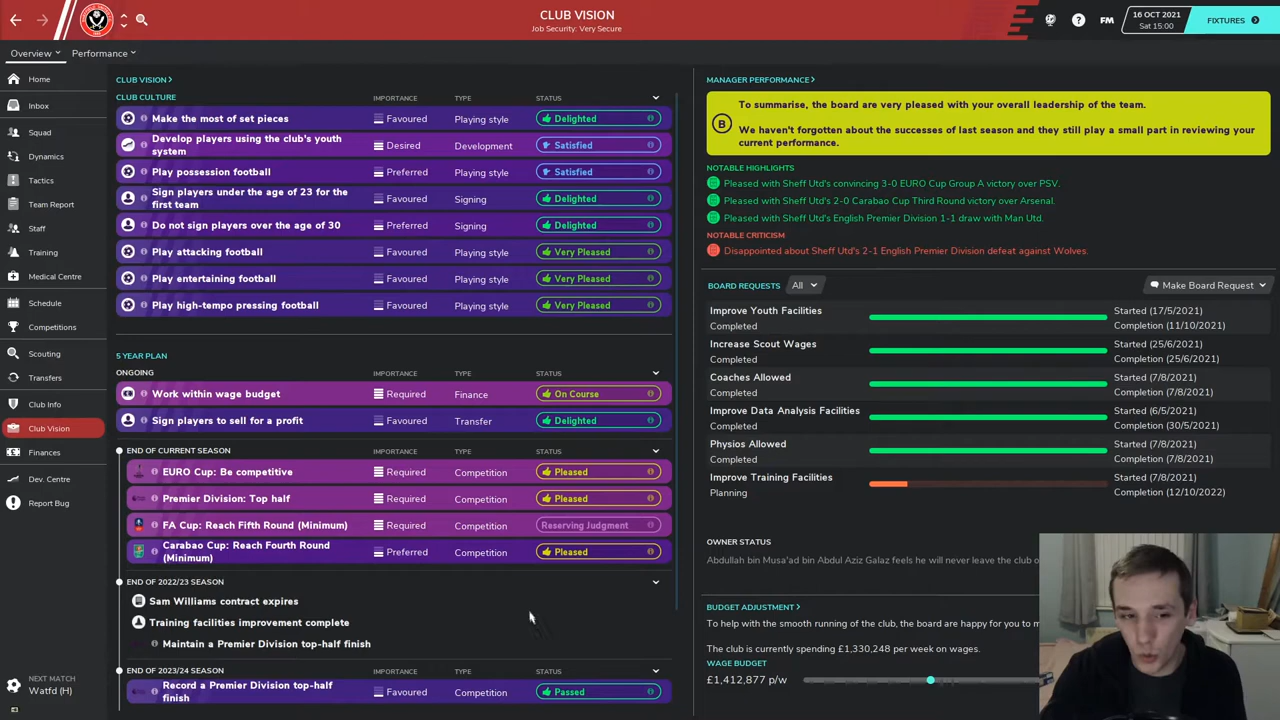 CLUB VISION
Job Security: Very Secure
FM
16 OCT 2021
Sat 15:00
FIXTURES
Overview
Performance
Home
Inbox
Squad
Dynamics
Tactics
Team Report
Staff
Training
Medical Centre
Schedule
Competitions
Scouting
Transfers
Club Info
Club Vision
Finances
Dev. Centre
Report Bug
NEXT MATCH
Watfd (H)
CLUB VISION
CLUB CULTURE IMPORTANCE TYPE STATUS
Make the most of set pieces Favoured Playing style Delighted
Develop players using the club's youth
system Desired Development Satisfied
Play possession football Preferred Playing style Satisfied
Sign players under the age of 23 for the
first team Favoured Signing Delighted
Do not sign players over the age of 30 Preferred Signing Delighted
Play attacking football Favoured Playing style Very Pleased
Play entertaining football Favoured Playing style Very Pleased
Play high-tempo pressing football Favoured Playing style Very Pleased
5 YEAR PLAN
ONGOING IMPORTANCE TYPE STATUS
Work within wage budget Required Finance On Course
Sign players to sell for a profit Favoured Transfer Delighted
END OF CURRENT SEASON IMPORTANCE TYPE STATUS
EURO Cup: Be competitive Required Competition Pleased
Premier Division: Top half Required Competition Pleased
FA Cup: Reach Fifth Round (Minimum) Required Competition Reserving Judgment
Carabao Cup: Reach Fourth Round
(Minimum) Preferred Competition Pleased
END OF 2022/23 SEASON
Sam Williams contract expires
Training facilities improvement complete
Maintain a Premier Division top-half finish
END OF 2023/24 SEASON IMPORTANCE TYPE STATUS
Record a Premier Division top-half
finish Favoured Competition Passed
MANAGER PERFORMANCE
B
To summarise, the board are very pleased with your overall leadership of the team.
We haven't forgotten about the successes of last season and they still play a small part in reviewing your
current performance.
NOTABLE HIGHLIGHTS
Pleased with Sheff Utd's convincing 3-0 EURO Cup Group A victory over PSV.
Pleased with Sheff Utd's 2-0 Carabao Cup Third Round victory over Arsenal.
Pleased with Sheff Utd's English Premier Division 1-1 draw with Man Utd.
NOTABLE CRITICISM
Disappointed about Sheff Utd's 2-1 English Premier Division defeat against Wolves.
BOARD REQUESTS All Make Board Request
Improve Youth Facilities Started (17/5/2021)
Completed Completion (11/10/2021)
Increase Scout Wages Started (25/6/2021)
Completed Completion (25/6/2021)
Coaches Allowed Started (7/8/2021)
Completed Completion (7/8/2021)
Improve Data Analysis Facilities Started (6/5/2021)
Completed Completion (30/5/2021)
Physios Allowed Started (7/8/2021)
Completed Completion (7/8/2021)
Improve Training Facilities Started (7/8/2021)
Planning Completion (12/10/2022)
OWNER STATUS
Abdullah bin Musa'ad bin Abdul Aziz Galaz feels he will never leave the club o
BUDGET ADJUSTMENT
To help with the smooth running of the club, the board are happy for you to m
The club is currently spending £1,330,248 per week on wages.
WAGE BUDGET
£1,412,877 p/w